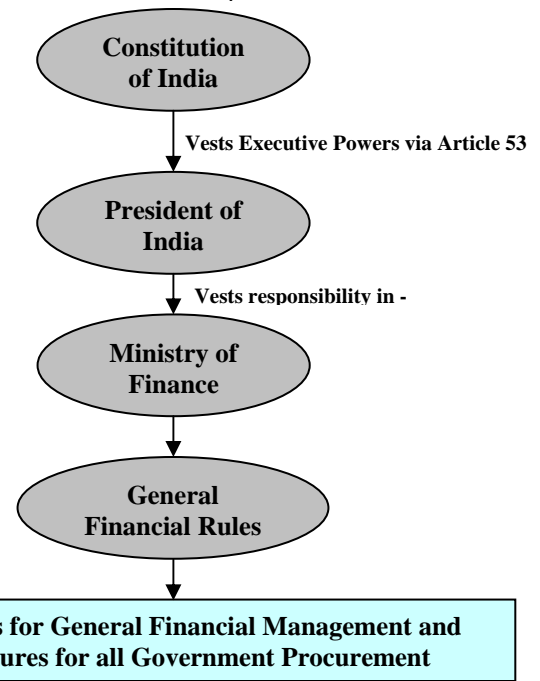 Constitution
of India
Vests Executive Powers via Article 53
President of
India
Vests responsibility in -
Ministry of
Finance
General
Financial Rules
for General Financial Management and
for all Government Procurement